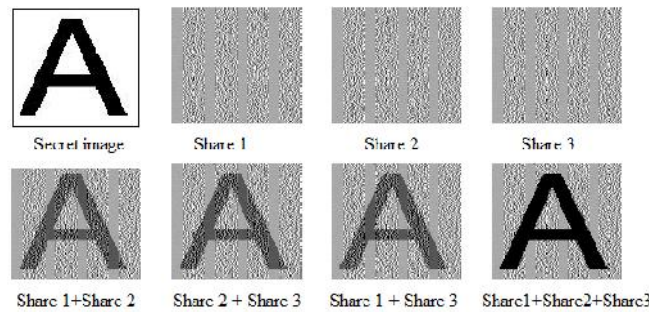 A
Secret image
Share 1
Share 2
Share 3
A
A
A
A
Share 1+Share 2
Share 2 + Share 3
Share 1 + Share 3
Share1+Share2+Share3